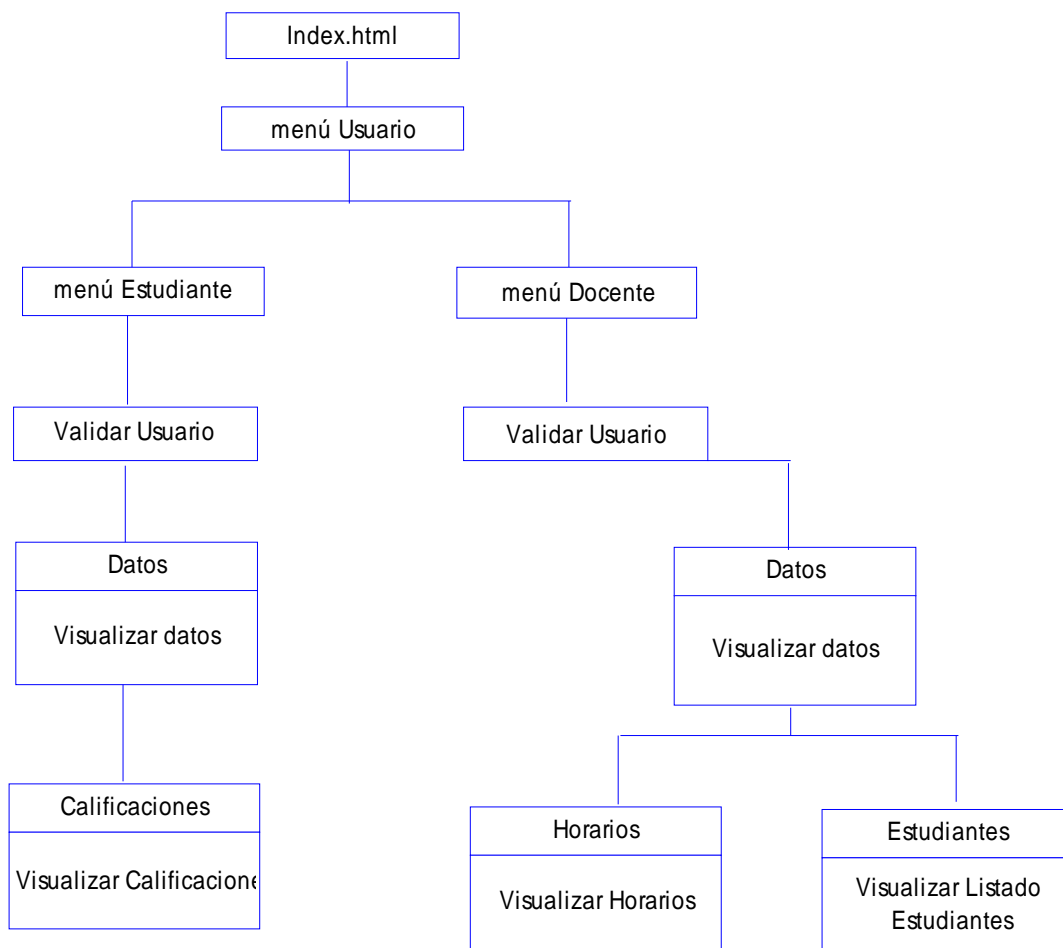 Index.html
menú Usuario
menú Estudiante
menú Docente
Validar Usuario
Validar Usuario
Datos
Visualizar datos
Datos
Visualizar datos
Calificaciones
Visualizar Calificacione
Horarios
Visualizar Horarios
Estudiantes
Visualizar Listado
Estudiantes